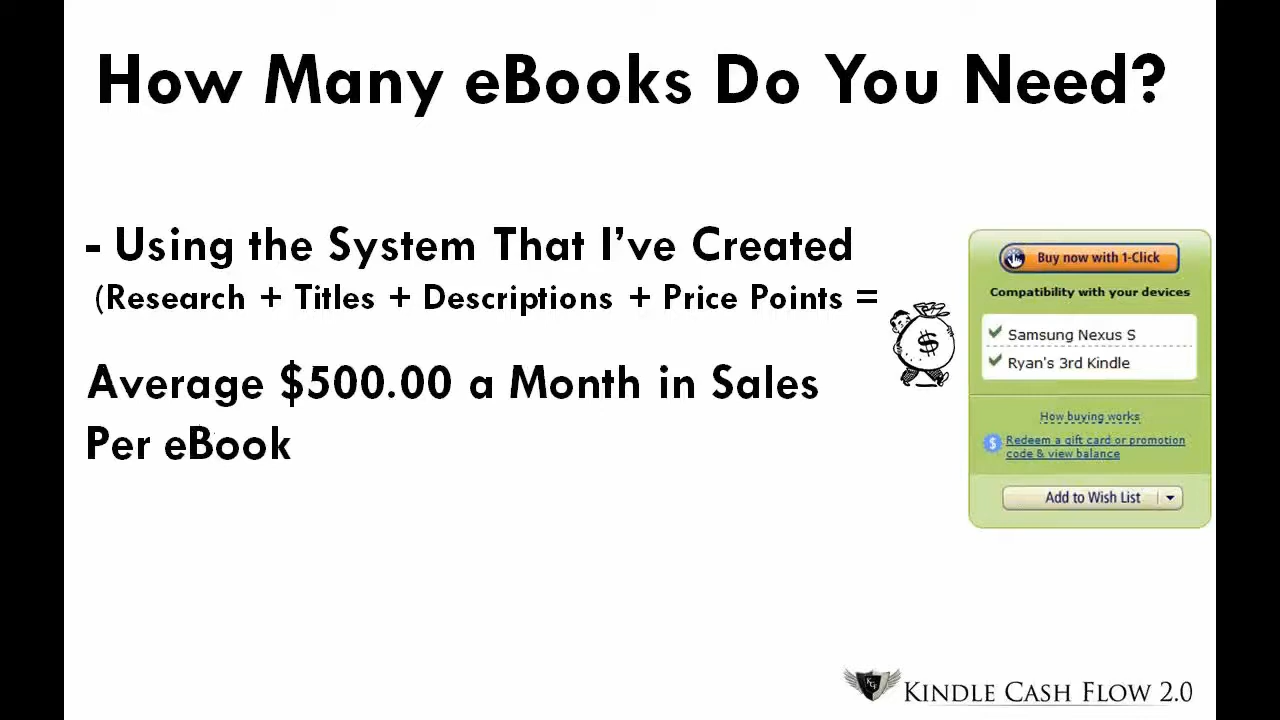 How Many eBooks Do You Need?
- Using the System That I've Created
(Research + Titles + Descriptions + Price Points =
$
Average $500.00 a Month in Sales
Per eBook
Buy now with 1-Click
Compatibility with your devices
Samsung Nexus S
Ryan's 3rd Kindle
How buying works
$ Redeem a gift card or promotion
code & view balance
Add to Wish List
KINDLE CASH FLOW 2.0